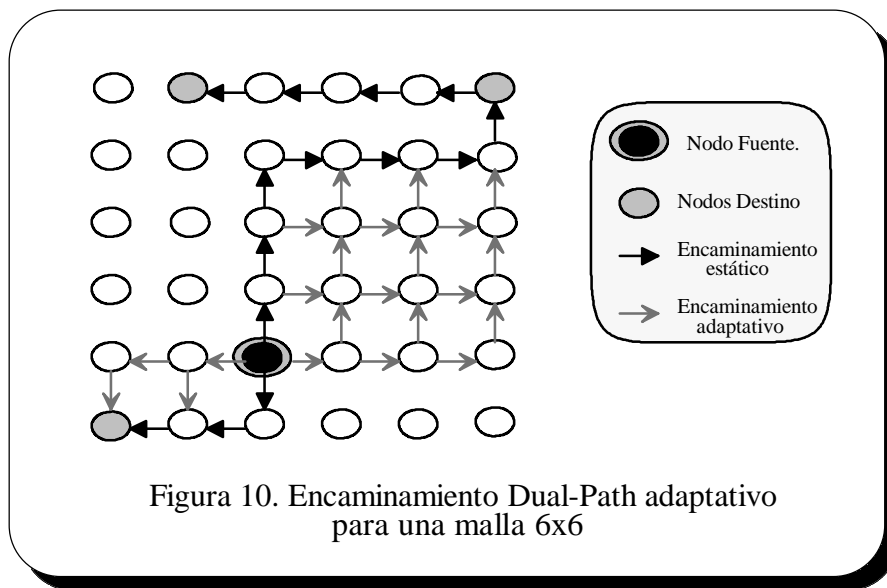 Nodo Fuente.
Nodos Destino
Encaminamiento
estático
Encaminamiento
adaptativo
Figura 10. Encaminamiento Dual-Path adaptativo
para una malla 6x6